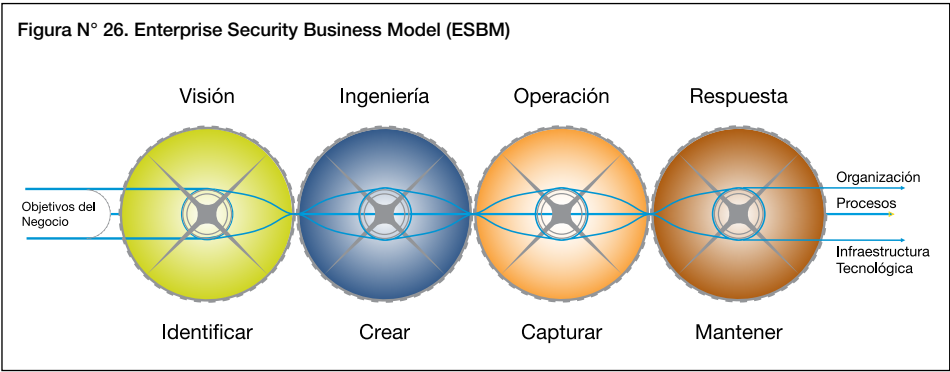 Figura N° 26. Enterprise Security Business Model (ESBM)
Visión
Ingeniería
Operación
Respuesta
Objetivos del
Negocio
Organización
Procesos
Infraestructura
Tecnológica
Identificar
Crear
Capturar
Mantener